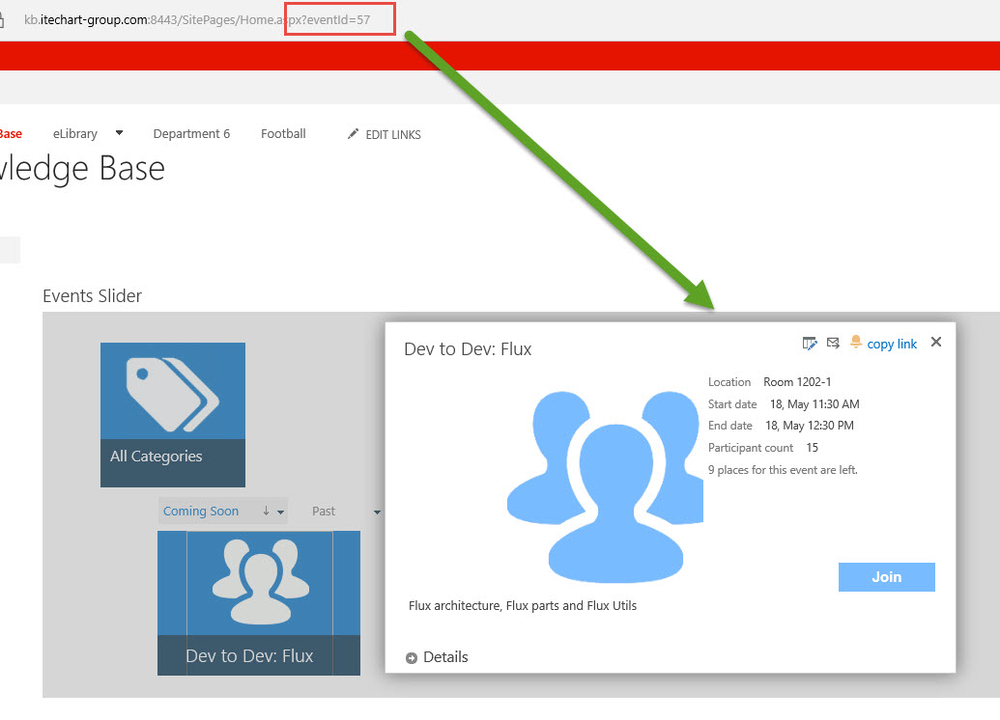 kb.itechart-group.com:8443/SitePages/Home.aspx?eventId=57
Base
eLibrary
Department 6
Football
EDIT LINKS
wledge Base
Events Slider
All Categories
Coming Soon
Past
Dev to Dev: Flux
Dev to Dev: Flux
copy link
Location Room 1202-1
Start date 18, May 11:30 AM
End date 18, May 12:30 PM
Participant count 15
9 places for this event are left.
Join
Flux architecture, Flux parts and Flux Utils
Details